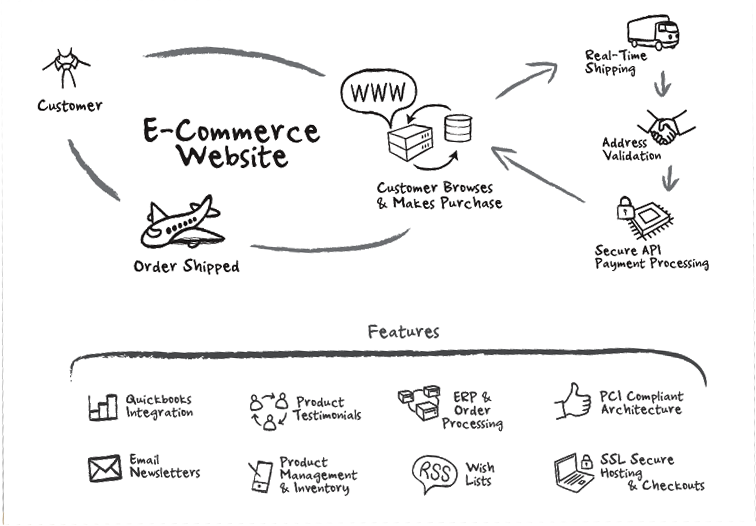 Real-Time
Shipping
WWW
Customer
E-Commerce
Website
Address
Validation
Customer Browses
& Makes Purchase
Order Shipped
Secure API
Payment Processing
Features
Quickbooks
Integration
Product
Testimonials
ERP &
Order
Processing
PCI Compliant
Architecture
Email
Newsletters
Product
Management
& Inventory
RSS
Wish
Lists
SSL Secure
Hosting
& Checkouts